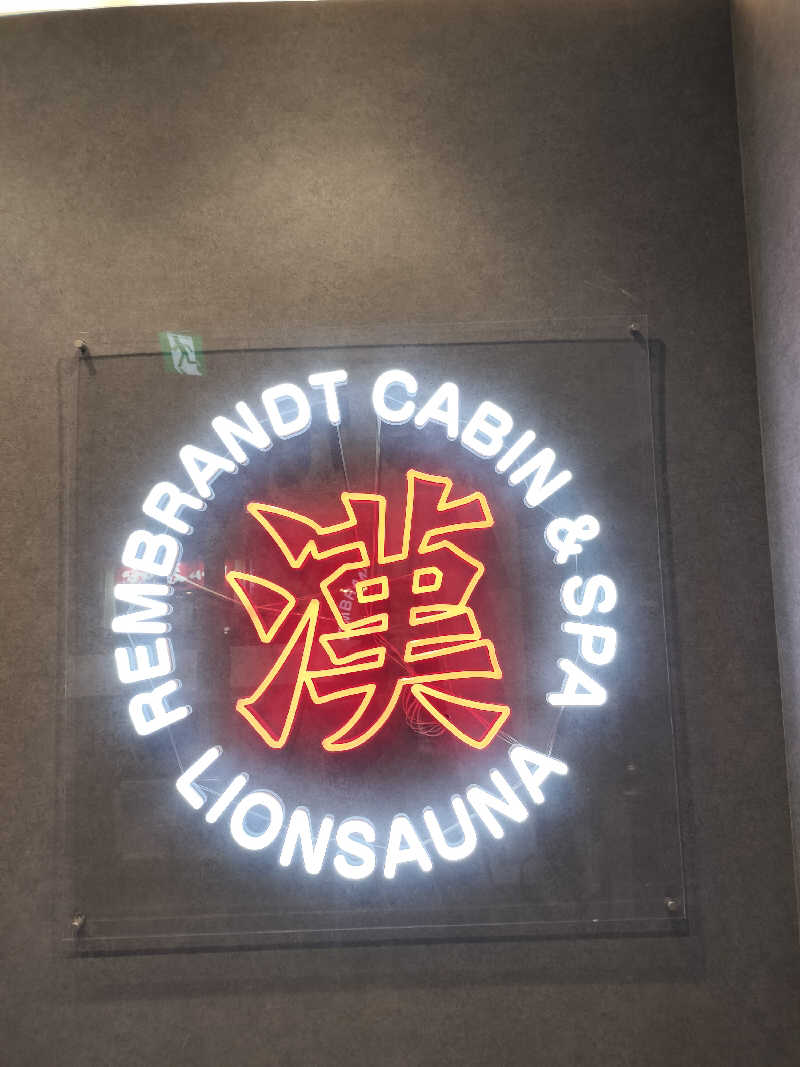 REMBRANDT CABIN & SPA
漢
LIONSAUNA